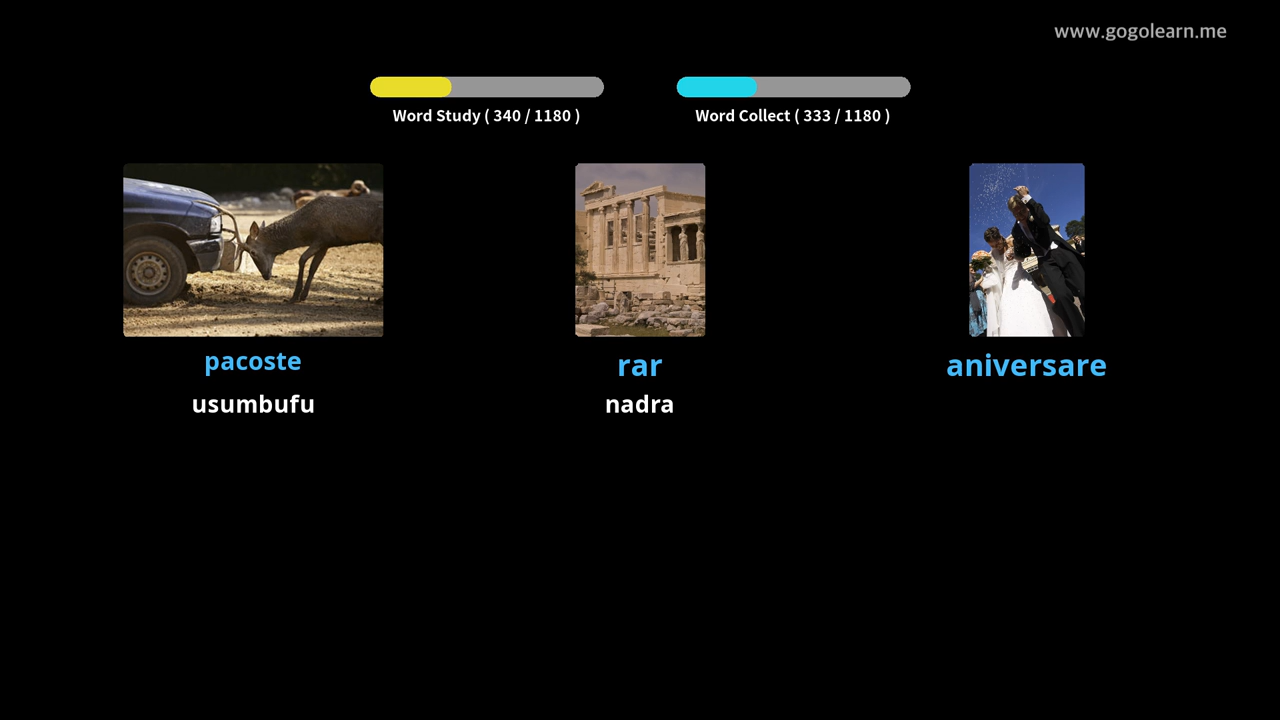 www.gogolearn.me
Word Study ( 340 / 1180 )
Word Collect ( 333 / 1180 )
pacoste
rar
aniversare
usumbufu
nadra